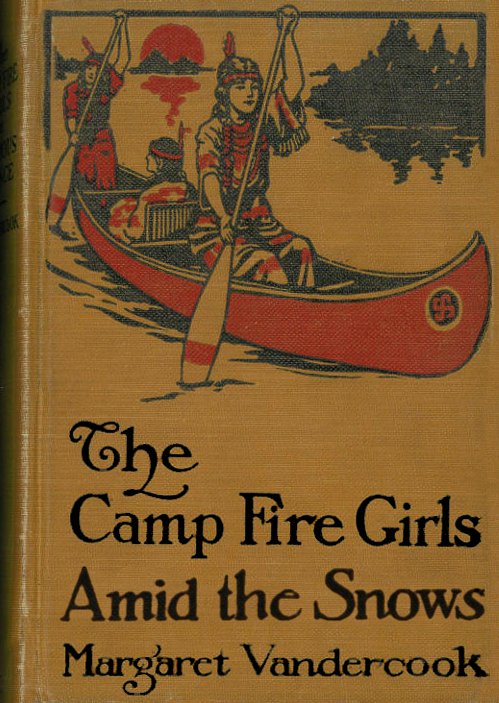 The
Camp Fire Girls
Amid the Snows
Margaret Vandercook